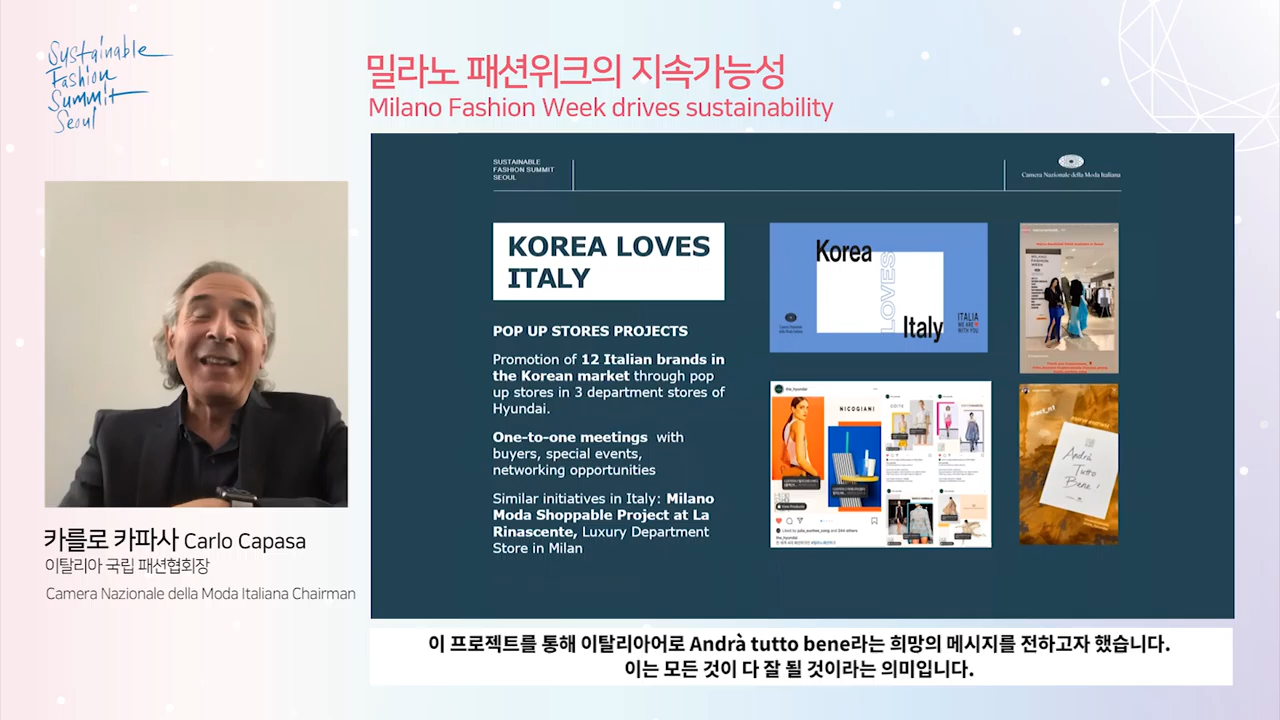 Sustainable
Fashion
Summit
Seoul
밀라노 패션위크의 지속가능성
Milano Fashion Week drives sustainability
SUSTAINABLE
FASHION SUMMIT
SEOUL
Camera Nazionale della Moda Italiana
KOREA LOVES
ITALY
POP UP STORES PROJECTS
Promotion of 12 Italian brands in
the Korean market through pop
up stores in 3 department stores of
Hyundai.
One-to-one meetings with
buyers, special events,
networking opportunities
Similar initiatives in Italy: Milano
Moda Shoppable Project at La
Rinascente, Luxury Department
Store in Milan
Korea
LOVES
Italy
ITALIA
WE ARE
WITH YOU
MILANO
FASHION
WEEK
the_hyundai
NICOGIANI
View Products
Andrà
Tutto
Bene!
카를로 카파사 Carlo Capasa
이탈리아 국립 패션협회장
Camera Nazionale della Moda Italiana Chairman
이 프로젝트를 통해 이탈리아어로 Andrà tutto bene라는 희망의 메시지를 전하고자 했습니다.
이는 모든 것이 다 잘 될 것이라는 의미입니다.